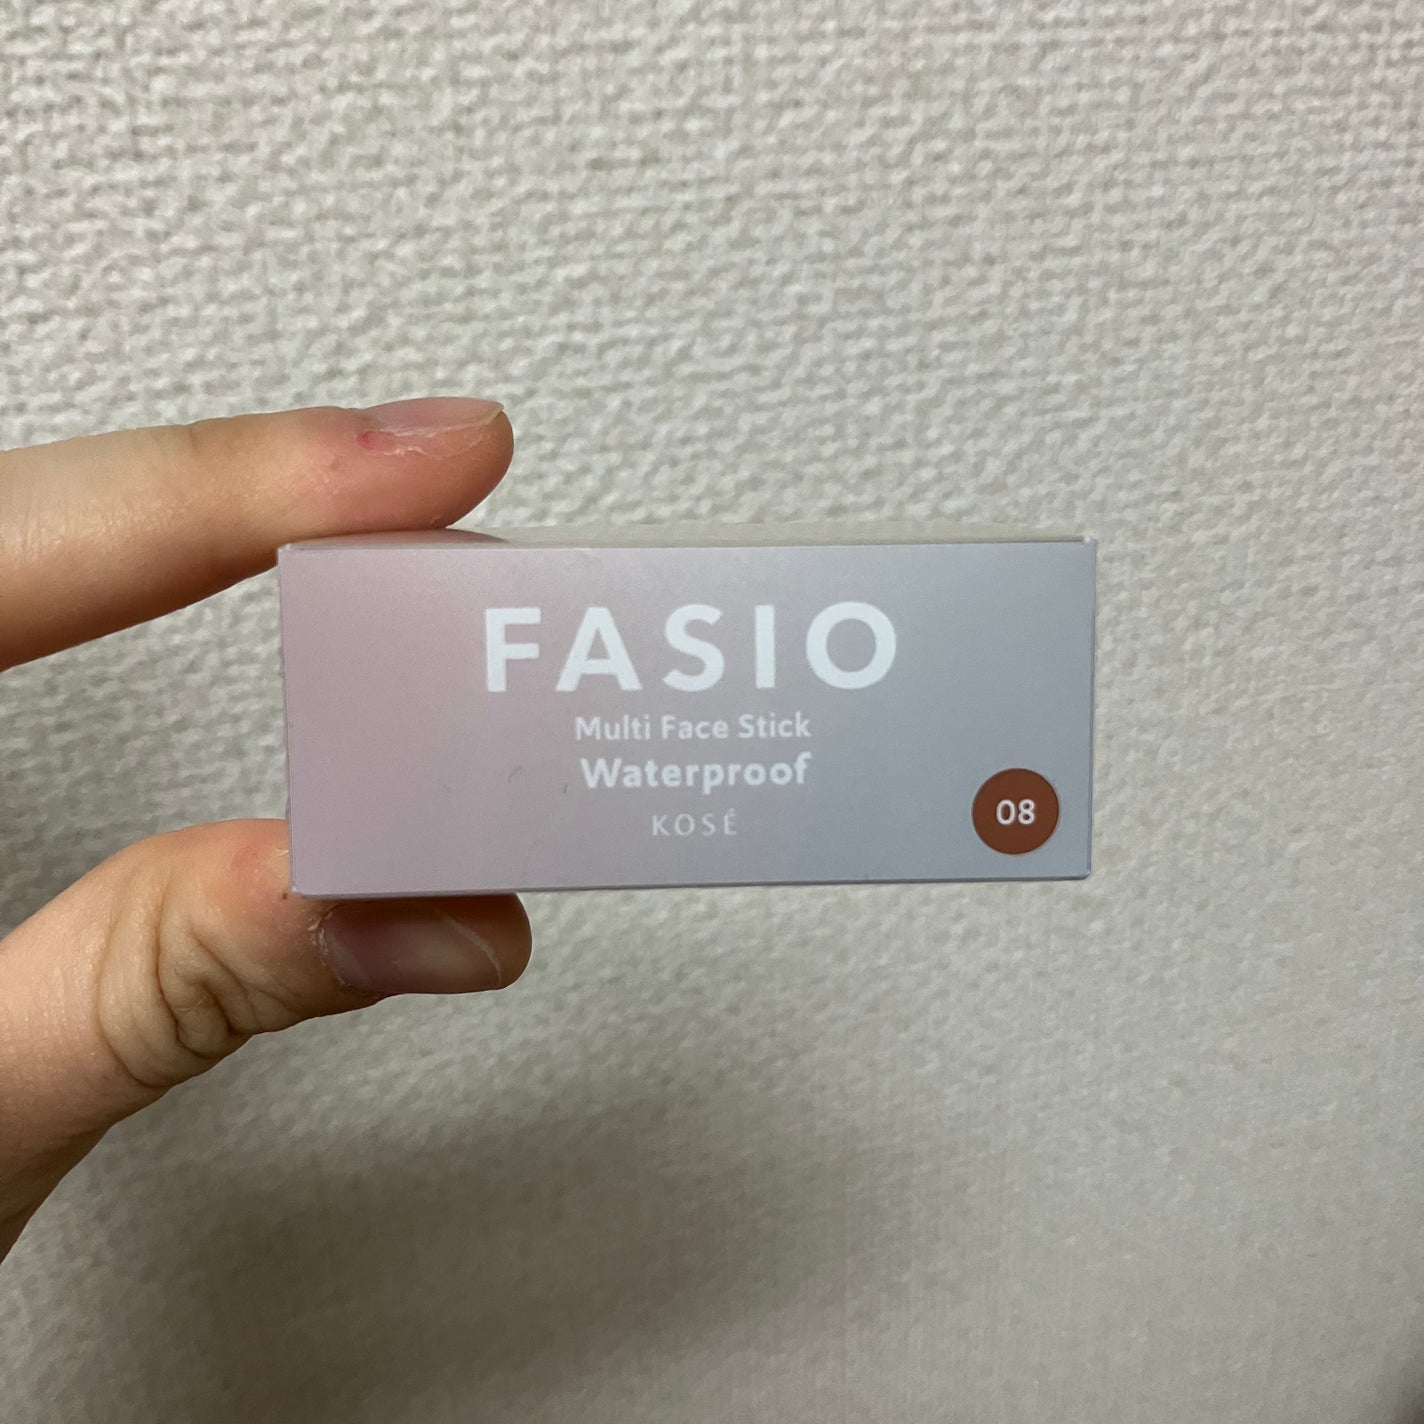 FASIO
Multi Face Stick
Waterproof
KOSÉ
08